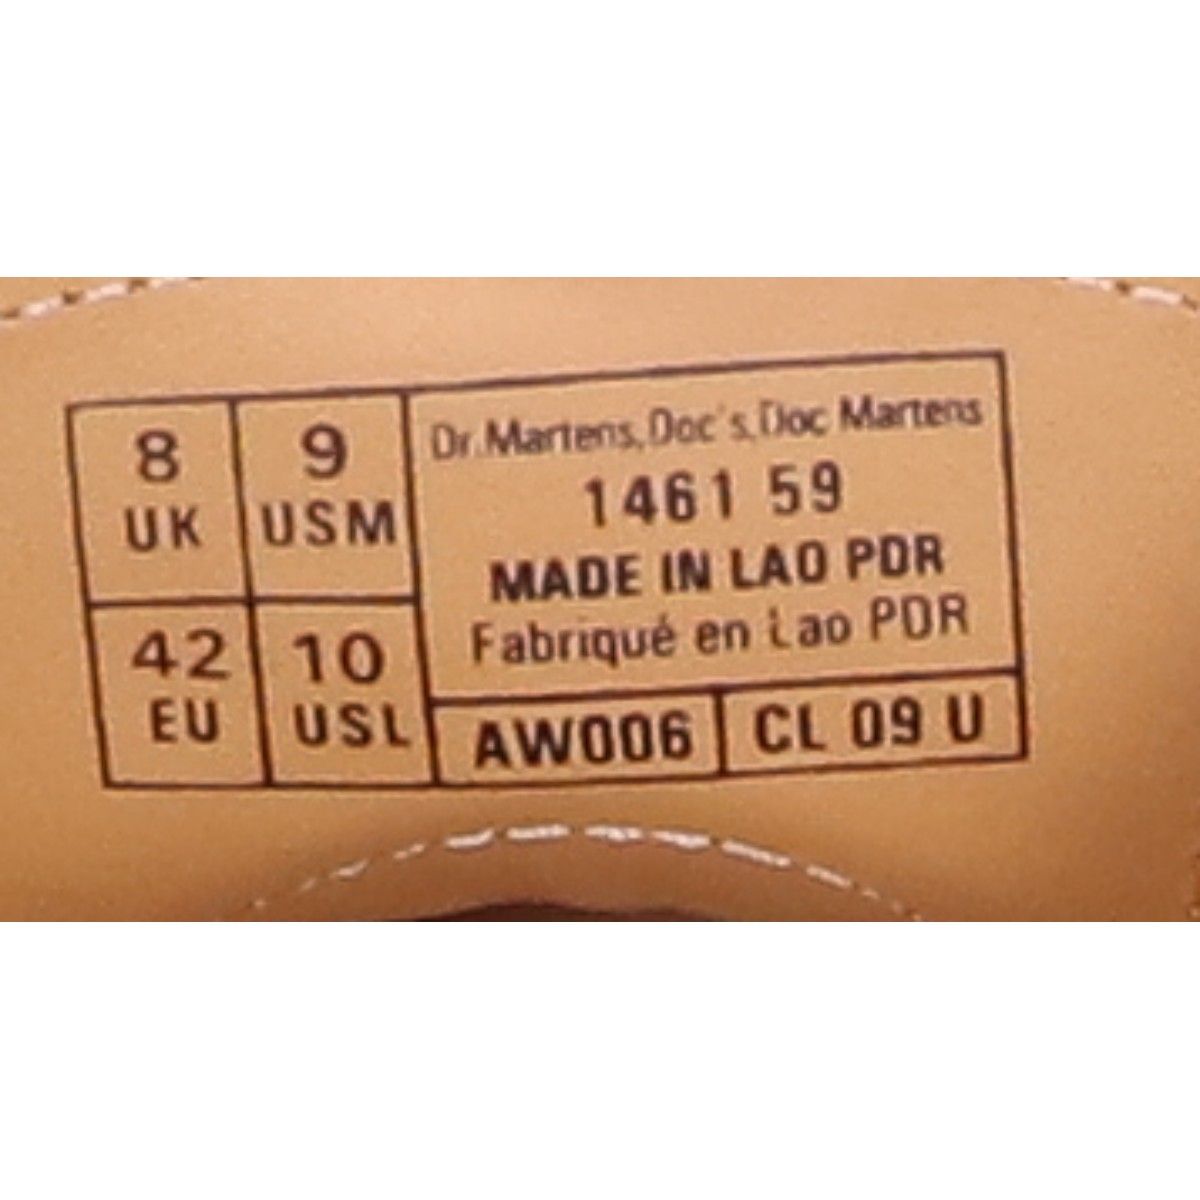 8
UK
9
USM
42
EU
10
USL
Dr.Martens,Doc's,Doc Martens
1461 59
MADE IN LAO PDR
Fabriqué en Lao PDR
AW006
CL 09 U